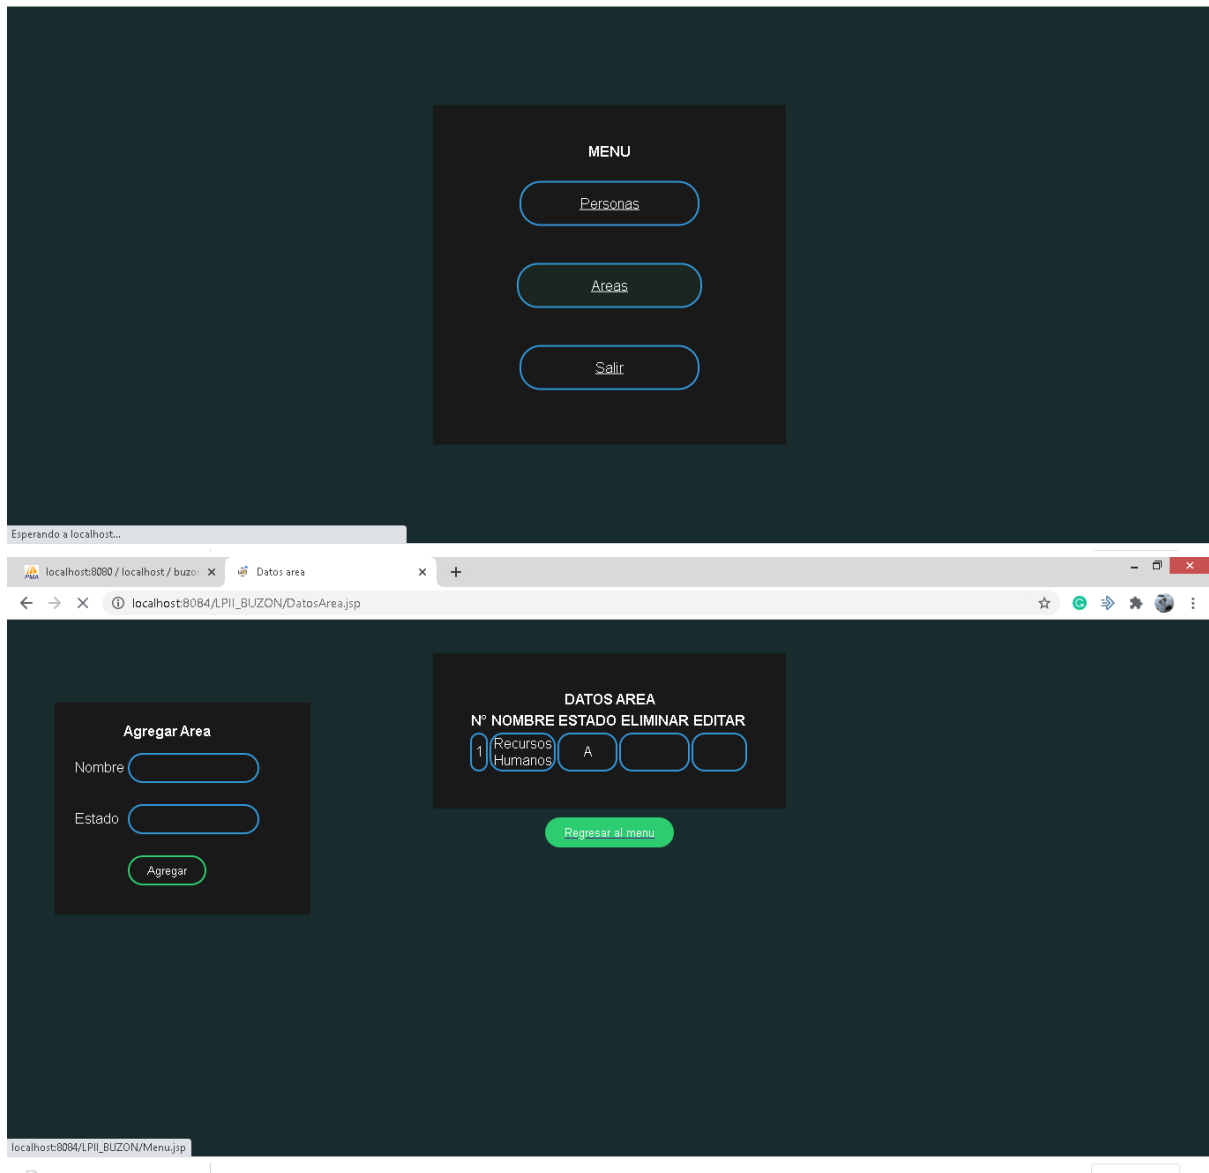 MENU
Personas
Areas
Salir
Esperando a localhost...
PMA localhost:8080 / localhost / buzo
Datos area
localhost:8084/LPII_BUZON/DatosArea.jsp
Agregar Area
Nombre
Estado
Agregar
DATOS AREA
N° NOMBRE ESTADO ELIMINAR EDITAR
1 Recursos Humanos A
Regresar al menu
localhost:8084/LPII_BUZON/Menu.jsp